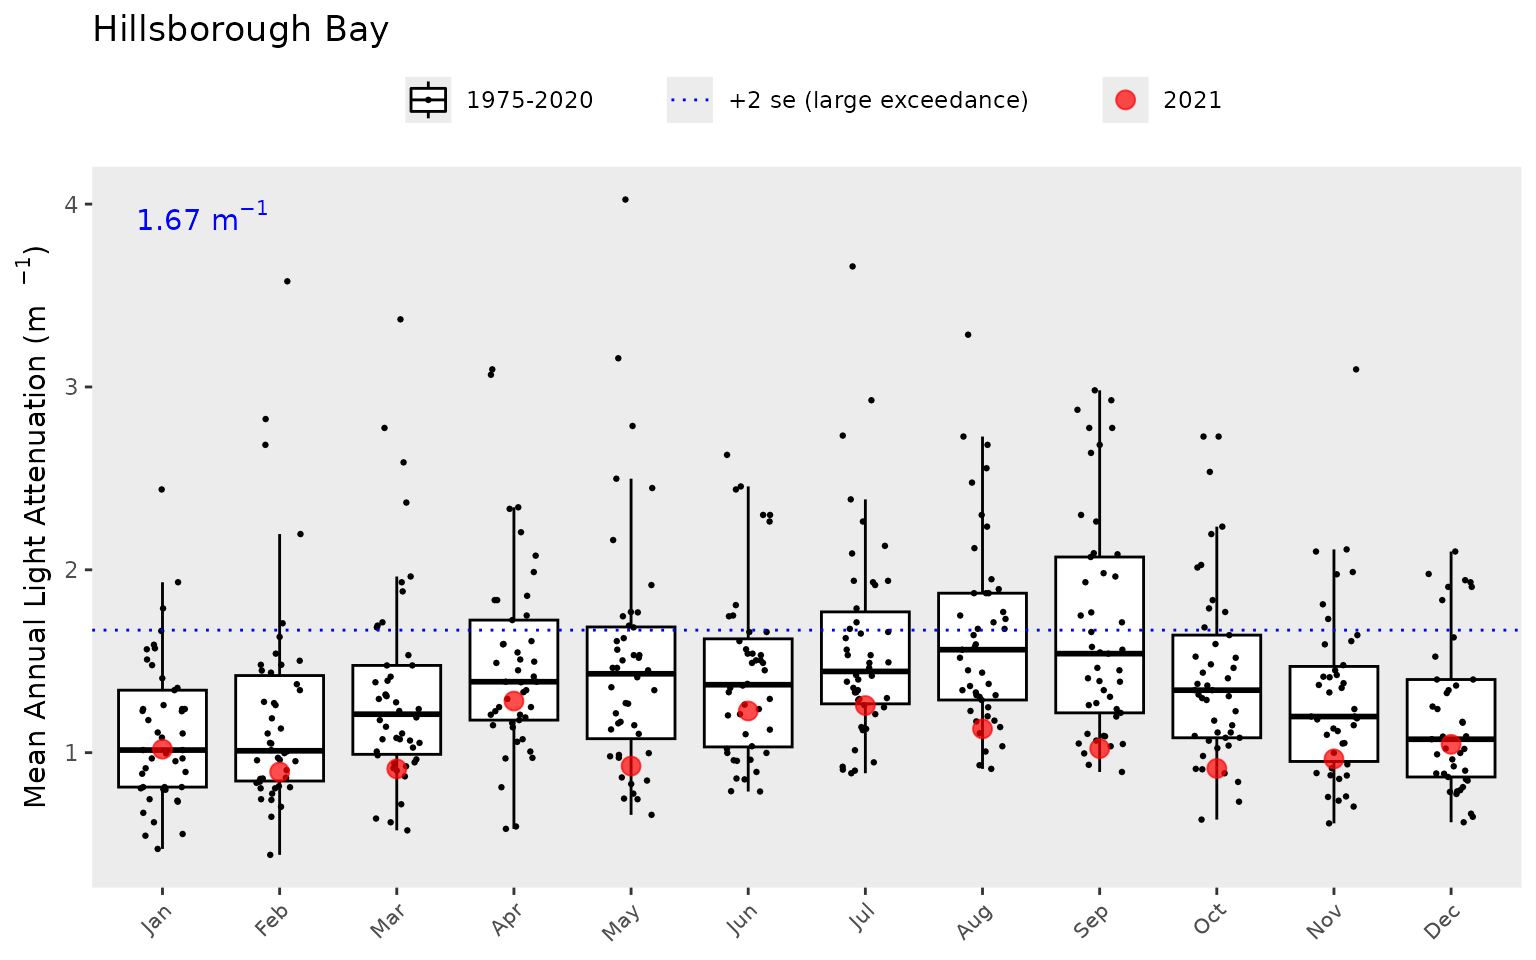 Hillsborough Bay
1975-2020 +2 se (large exceedance) 2021
1.67 m⁻¹
Mean Annual Light Attenuation (m ⁻¹)
4
3
2
1
Jan Feb Mar Apr May Jun Jul Aug Sep Oct Nov Dec